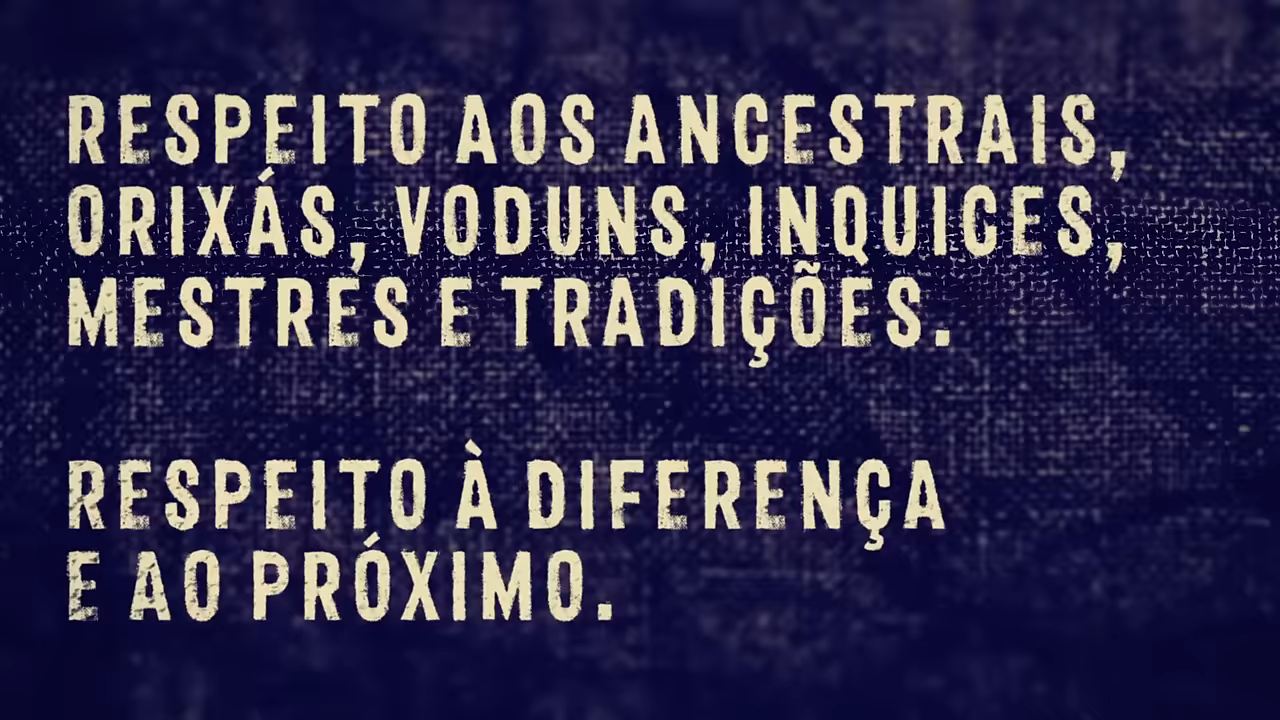 RESPEITO AOS ANCESTRAIS,
ORIXÁS, VODUNS, INQUICES,
MESTRES E TRADIÇÕES.
RESPEITO À DIFERENÇA
E AO PRÓXIMO.